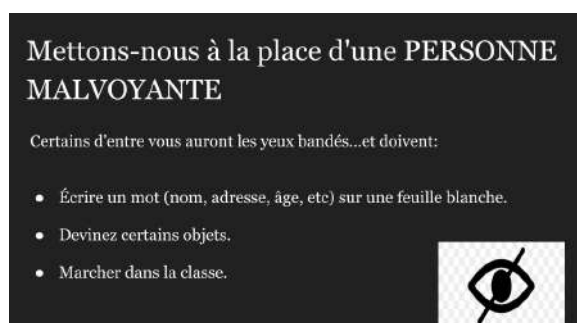 Mettons-nous à la place d'une PERSONNE
MALVOYANTE
Certains d'entre vous auront les yeux bandés...et doivent:
● Écrire un mot (nom, adresse, âge, etc) sur une feuille blanche.
● Devinez certains objets.
● Marcher dans la classe.